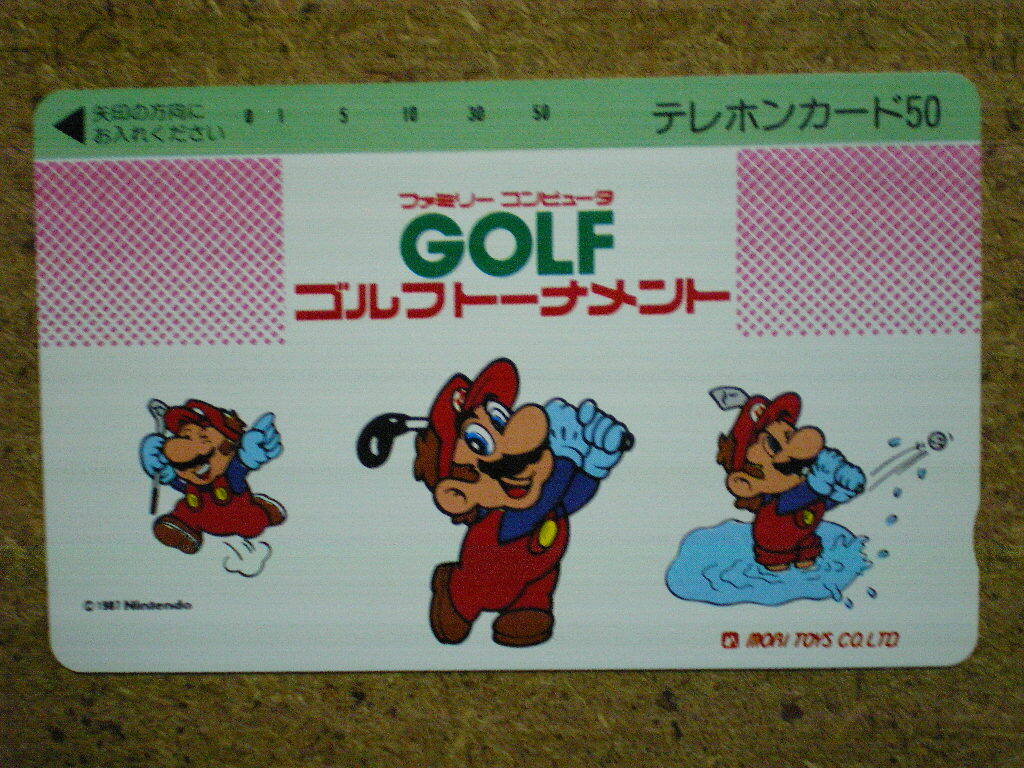 矢印の方向に
お入れください
0 1 5 10 30 50
テレホンカード50
ファミリー コンピュータ
GOLF
ゴルフトーナメント
© 1987 Nintendo
MORI TOYS CO.LTD